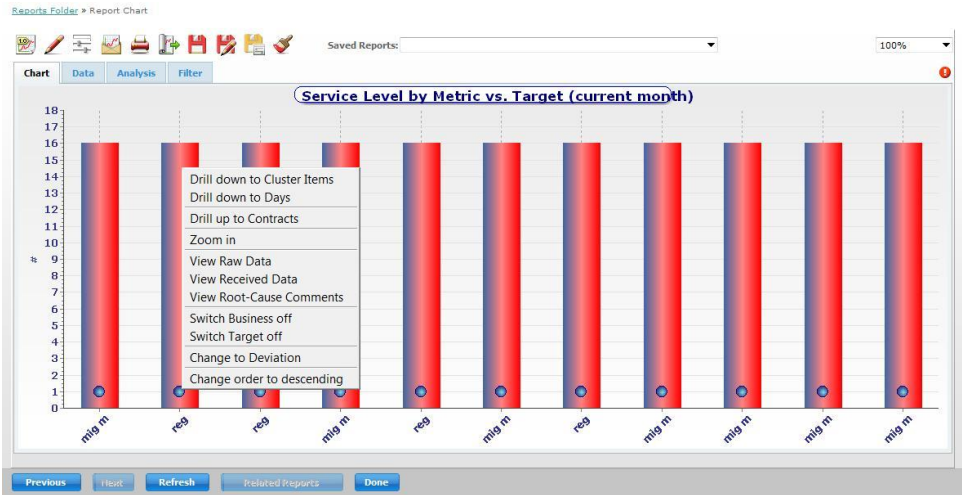 Reports Folder » Report Chart
Saved Reports:
100%
Chart Data Analysis Filter
Service Level by Metric vs. Target (current month)
18
17
16
15
14
13
12
11
10
9
8
7
6
5
4
3
2
1
0
#
Drill down to Cluster Items
Drill down to Days
Drill up to Contracts
Zoom in
View Raw Data
View Received Data
View Root-Cause Comments
Switch Business off
Switch Target off
Change to Deviation
Change order to descending
mig m reg reg mig m reg mig m reg mig m mig m mig m mig m
Previous Next Refresh Related Reports Done